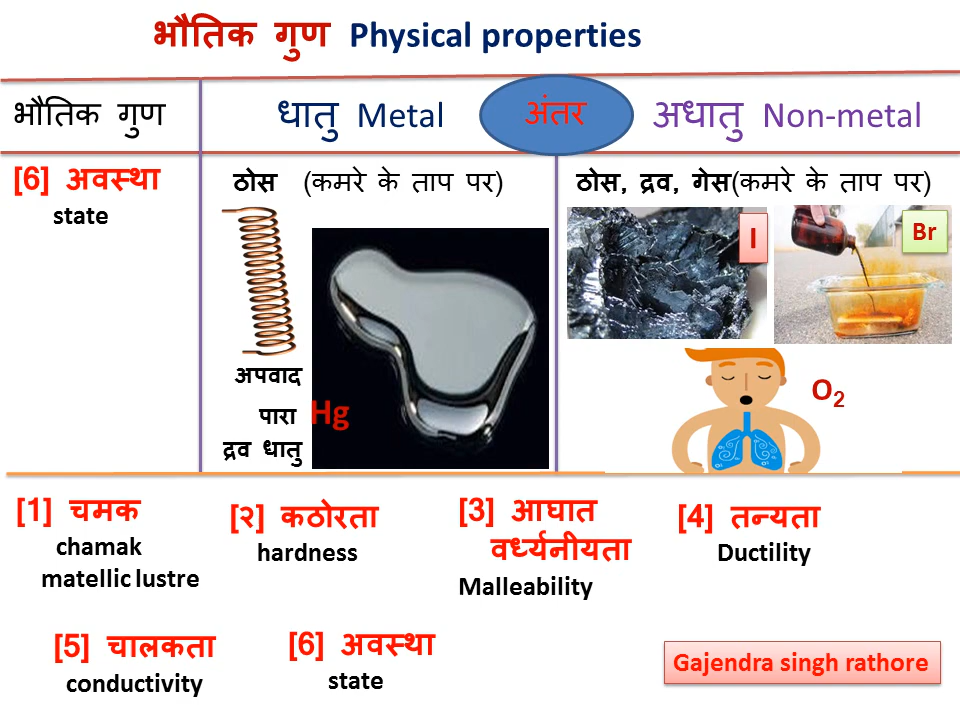 भौतिक गुण Physical properties
भौतिक गुण
धातु Metal
अंतर
अधातु Non-metal
[6] अवस्था
state
ठोस (कमरे के ताप पर)
ठोस, द्रव, गेस(कमरे के ताप पर)
I
Br
अपवाद
पारा
Hg
द्रव धातु
O2
[1] चमक
chamak
matellic lustre
[२] कठोरता
hardness
[3] आघात
वर्ध्यनीयता
Malleability
[4] तन्यता
Ductility
[5] चालकता
conductivity
[6] अवस्था
state
Gajendra singh rathore